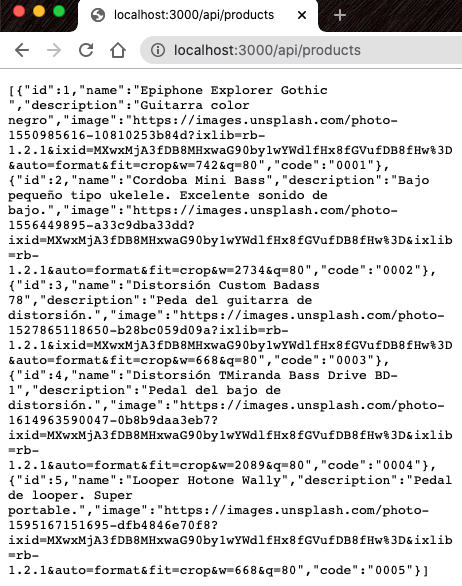 localhost:3000/api/products
localhost:3000/api/products
[{"id":1,"name":"Epiphone Explorer Gothic
","description":"Guitarra color
negro","image":"https://images.unsplash.com/photo-
1550985616-10810253b84d?ixlib=rb-
1.2.1&ixid=MXwxMjA3fDB8MHxwaG90by1wYWdlfHx8fGVufDB8fHw%3D
&auto=format&fit=crop&w=742&q=80","code":"0001"},
{"id":2,"name":"Cordoba Mini Bass","description":"Bajo
pequeño tipo ukelele. Excelente sonido de
bajo.","image":"https://images.unsplash.com/photo-
1556449895-a33c9dba33dd?
ixid=MXwxMjA3fDB8MHxwaG90by1wYWdlfHx8fGVufDB8fHw%3D&ixlib
=rb-
1.2.1&auto=format&fit=crop&w=2734&q=80","code":"0002"},
{"id":3,"name":"Distorsión Custom Badass
78","description":"Peda del guitarra de
distorsión.","image":"https://images.unsplash.com/photo-
1527865118650-b28bc059d09a?ixlib=rb-
1.2.1&ixid=MXwxMjA3fDB8MHxwaG90by1wYWdlfHx8fGVufDB8fHw%3D
&auto=format&fit=crop&w=668&q=80","code":"0003"},
{"id":4,"name":"Distorsión TMiranda Bass Drive BD-
1","description":"Pedal del bajo de
distorsión.","image":"https://images.unsplash.com/photo-
1614963590047-0b8b9daa3eb7?
ixid=MXwxMjA3fDB8MHxwaG90by1wYWdlfHx8fGVufDB8fHw%3D&ixlib
=rb-
1.2.1&auto=format&fit=crop&w=2089&q=80","code":"0004"},
{"id":5,"name":"Looper Hotone Wally","description":"Pedal
de looper. Super
portable.","image":"https://images.unsplash.com/photo-
1595167151695-dfb4846e70f8?
ixid=MXwxMjA3fDB8MHxwaG90by1wYWdlfHx8fGVufDB8fHw%3D&ixlib
=rb-
1.2.1&auto=format&fit=crop&w=668&q=80","code":"0005"}]